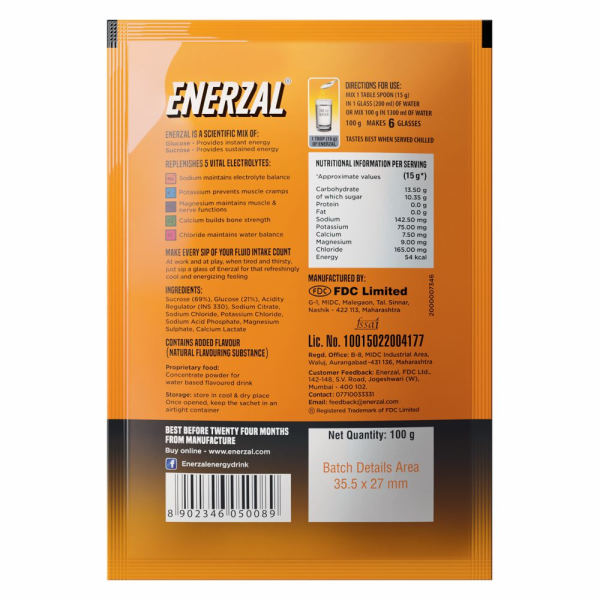 ENERZAL®
ENERZAL IS A SCIENTIFIC MIX OF:
Glucose - Provides instant energy
Sucrose - Provides sustained energy
REPLENISHES 5 VITAL ELECTROLYTES:
Sodium maintains electrolyte balance
Potassium prevents muscle cramps
Magnesium maintains muscle &
nerve functions
Calcium builds bone strength
Chloride maintains water balance
MAKE EVERY SIP OF YOUR FLUID INTAKE COUNT
At work and at play, when tired and thirsty,
just sip a glass of Enerzal for that refreshingly
cool and energizing feeling
INGREDIENTS:
Sucrose (69%), Glucose (21%), Acidity
Regulator (INS 330), Sodium Citrate,
Sodium Chloride, Potassium Chloride,
Sodium Acid Phosphate, Magnesium
Sulphate, Calcium Lactate
CONTAINS ADDED FLAVOUR
(NATURAL FLAVOURING SUBSTANCE)
Proprietary food:
Concentrate powder for
water based flavoured drink
Storage: store in cool & dry place
Once opened, keep the sachet in an
airtight container
BEST BEFORE TWENTY FOUR MONTHS
FROM MANUFACTURE
Buy online - www.enerzal.com
f Enerzalenergydrink
8 902346 050089
1 TBSP (15 g)
OF ENERZAL
DIRECTIONS FOR USE:
MIX 1 TABLE SPOON (15 g)
IN 1 GLASS (200 ml) OF WATER
OR MIX 100 g IN 1300 ml OF WATER
100 g MAKES 6 GLASSES
TASTES BEST WHEN SERVED CHILLED
NUTRITIONAL INFORMATION PER SERVING
*Approximate values (15 g*)
Carbohydrate 13.50 g
of which sugar 10.35 g
Protein 0.0 g
Fat 0.0 g
Sodium 142.50 mg
Potassium 75.00 mg
Calcium 7.50 mg
Magnesium 9.00 mg
Chloride 165.00 mg
Energy 54 kcal
MANUFACTURED BY:
FDC FDC Limited
G-1, MIDC, Malegaon, Tal. Sinnar,
Nashik - 422 113, Maharashtra
2000007346
fssai
Lic. No. 10015022004177
Regd. Office: B-8, MIDC Industrial Area,
Waluj, Aurangabad-431 136, Maharashtra
Customer Feedback: Enerzal, FDC Ltd.,
142-148, S.V. Road, Jogeshwari (W),
Mumbai - 400 102.
Contact: 0771003331
Email: feedback@enerzal.com
® Registered Trademark of FDC Limited
Net Quantity: 100 g
Batch Details Area
35.5 x 27 mm